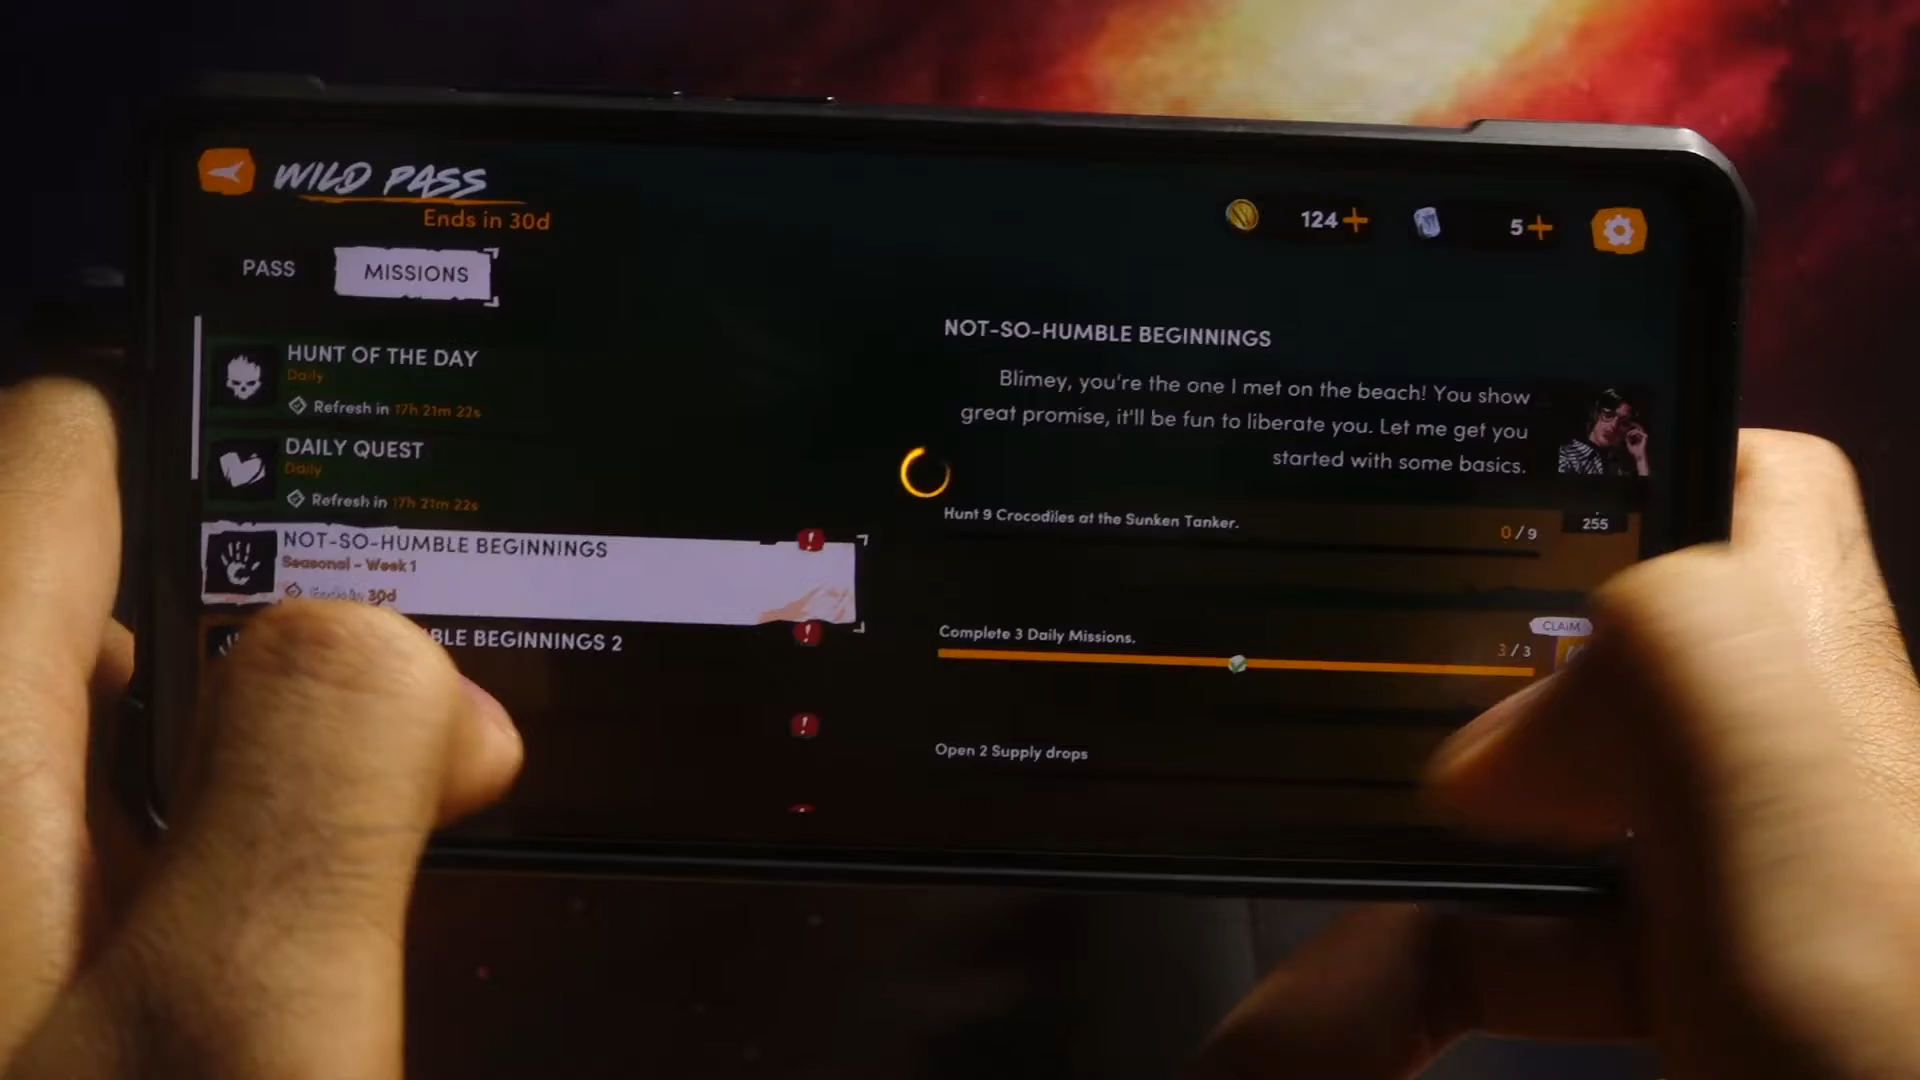 WILD PASS
Ends in 30d
124
5
PASS
MISSIONS
HUNT OF THE DAY
Daily
Refresh in 17h 21m 22s
DAILY QUEST
Daily
Refresh in 17h 21m 22s
NOT-SO-HUMBLE BEGINNINGS
Seasonal - Week 1
30d
BLE BEGINNINGS 2
NOT-SO-HUMBLE BEGINNINGS
Blimey, you're the one I met on the beach! You show
great promise, it'll be fun to liberate you. Let me get you
started with some basics.
Hunt 9 Crocodiles at the Sunken Tanker.
0/9
255
Complete 3 Daily Missions.
3/3
CLAIM
Open 2 Supply drops